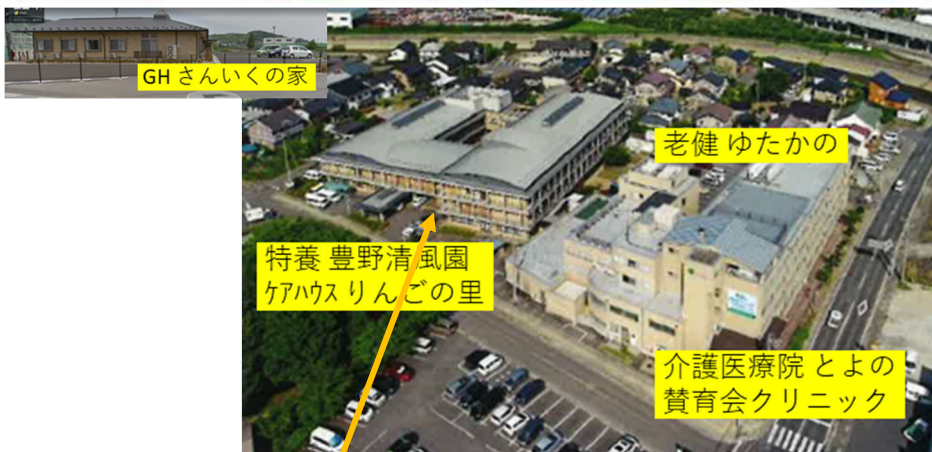 GH さんいくの家
老健 ゆたかの
特養 豊野清風園
ｹｱﾊｳｽ りんごの里
介護医療院 とよの
賛育会クリニック